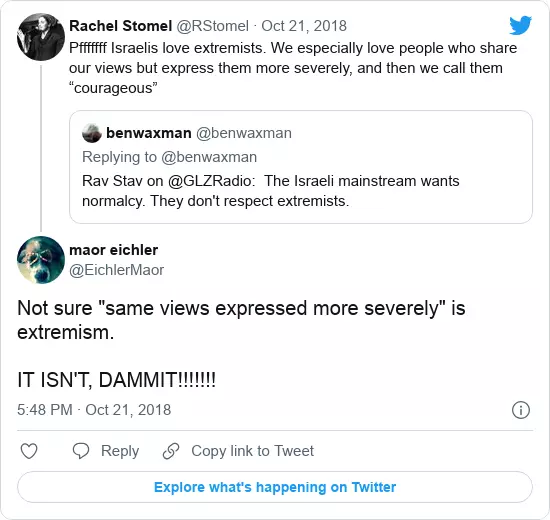 Rachel Stomel @RStomel · Oct 21, 2018
Pfffffff Israelis love extremists. We especially love people who share
our views but express them more severely, and then we call them
“courageous”
benwaxman @benwaxman
Replying to @benwaxman
Rav Stav on @GLZRadio:  The Israeli mainstream wants
normalcy. They don't respect extremists.
maor eichler
@EichlerMaor
Not sure "same views expressed more severely" is
extremism.
IT ISN'T, DAMMIT!!!!!!!
5:48 PM · Oct 21, 2018
Reply
Copy link to Tweet
Explore what's happening on Twitter